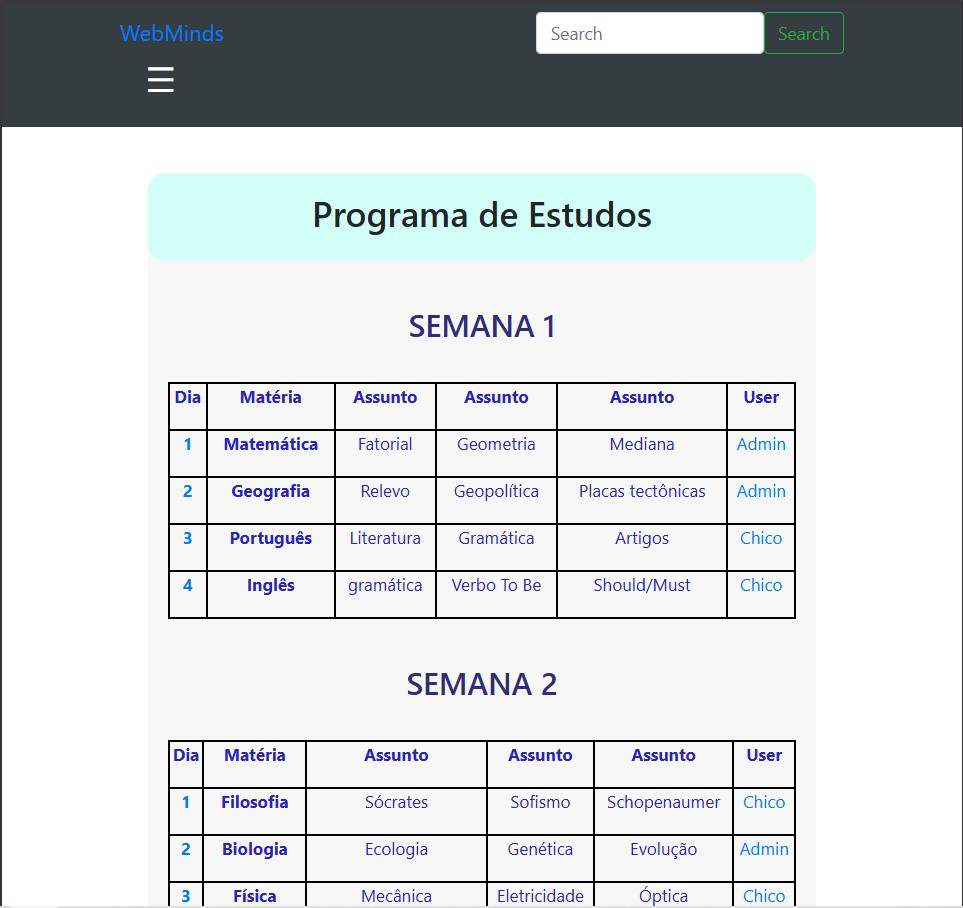 WebMinds Search Search
☰
Programa de Estudos
SEMANA 1
Dia Matéria Assunto Assunto Assunto User
1 Matemática Fatorial Geometria Mediana Admin
2 Geografia Relevo Geopolítica Placas tectônicas Admin
3 Português Literatura Gramática Artigos Chico
4 Inglês gramática Verbo To Be Should/Must Chico
SEMANA 2
Dia Matéria Assunto Assunto Assunto User
1 Filosofia Sócrates Sofismo Schopenaumer Chico
2 Biologia Ecologia Genética Evolução Admin
3 Física Mecânica Eletricidade Óptica Chico